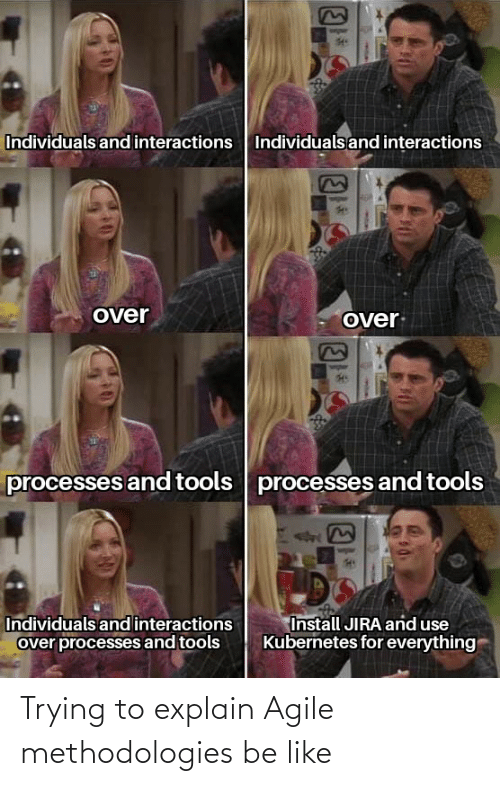 Individuals and interactions
Individuals and interactions
over
over
processes and tools
processes and tools
Individuals and interactions
over processes and tools
Install JIRA and use
Kubernetes for everything
Trying to explain Agile
methodologies be like